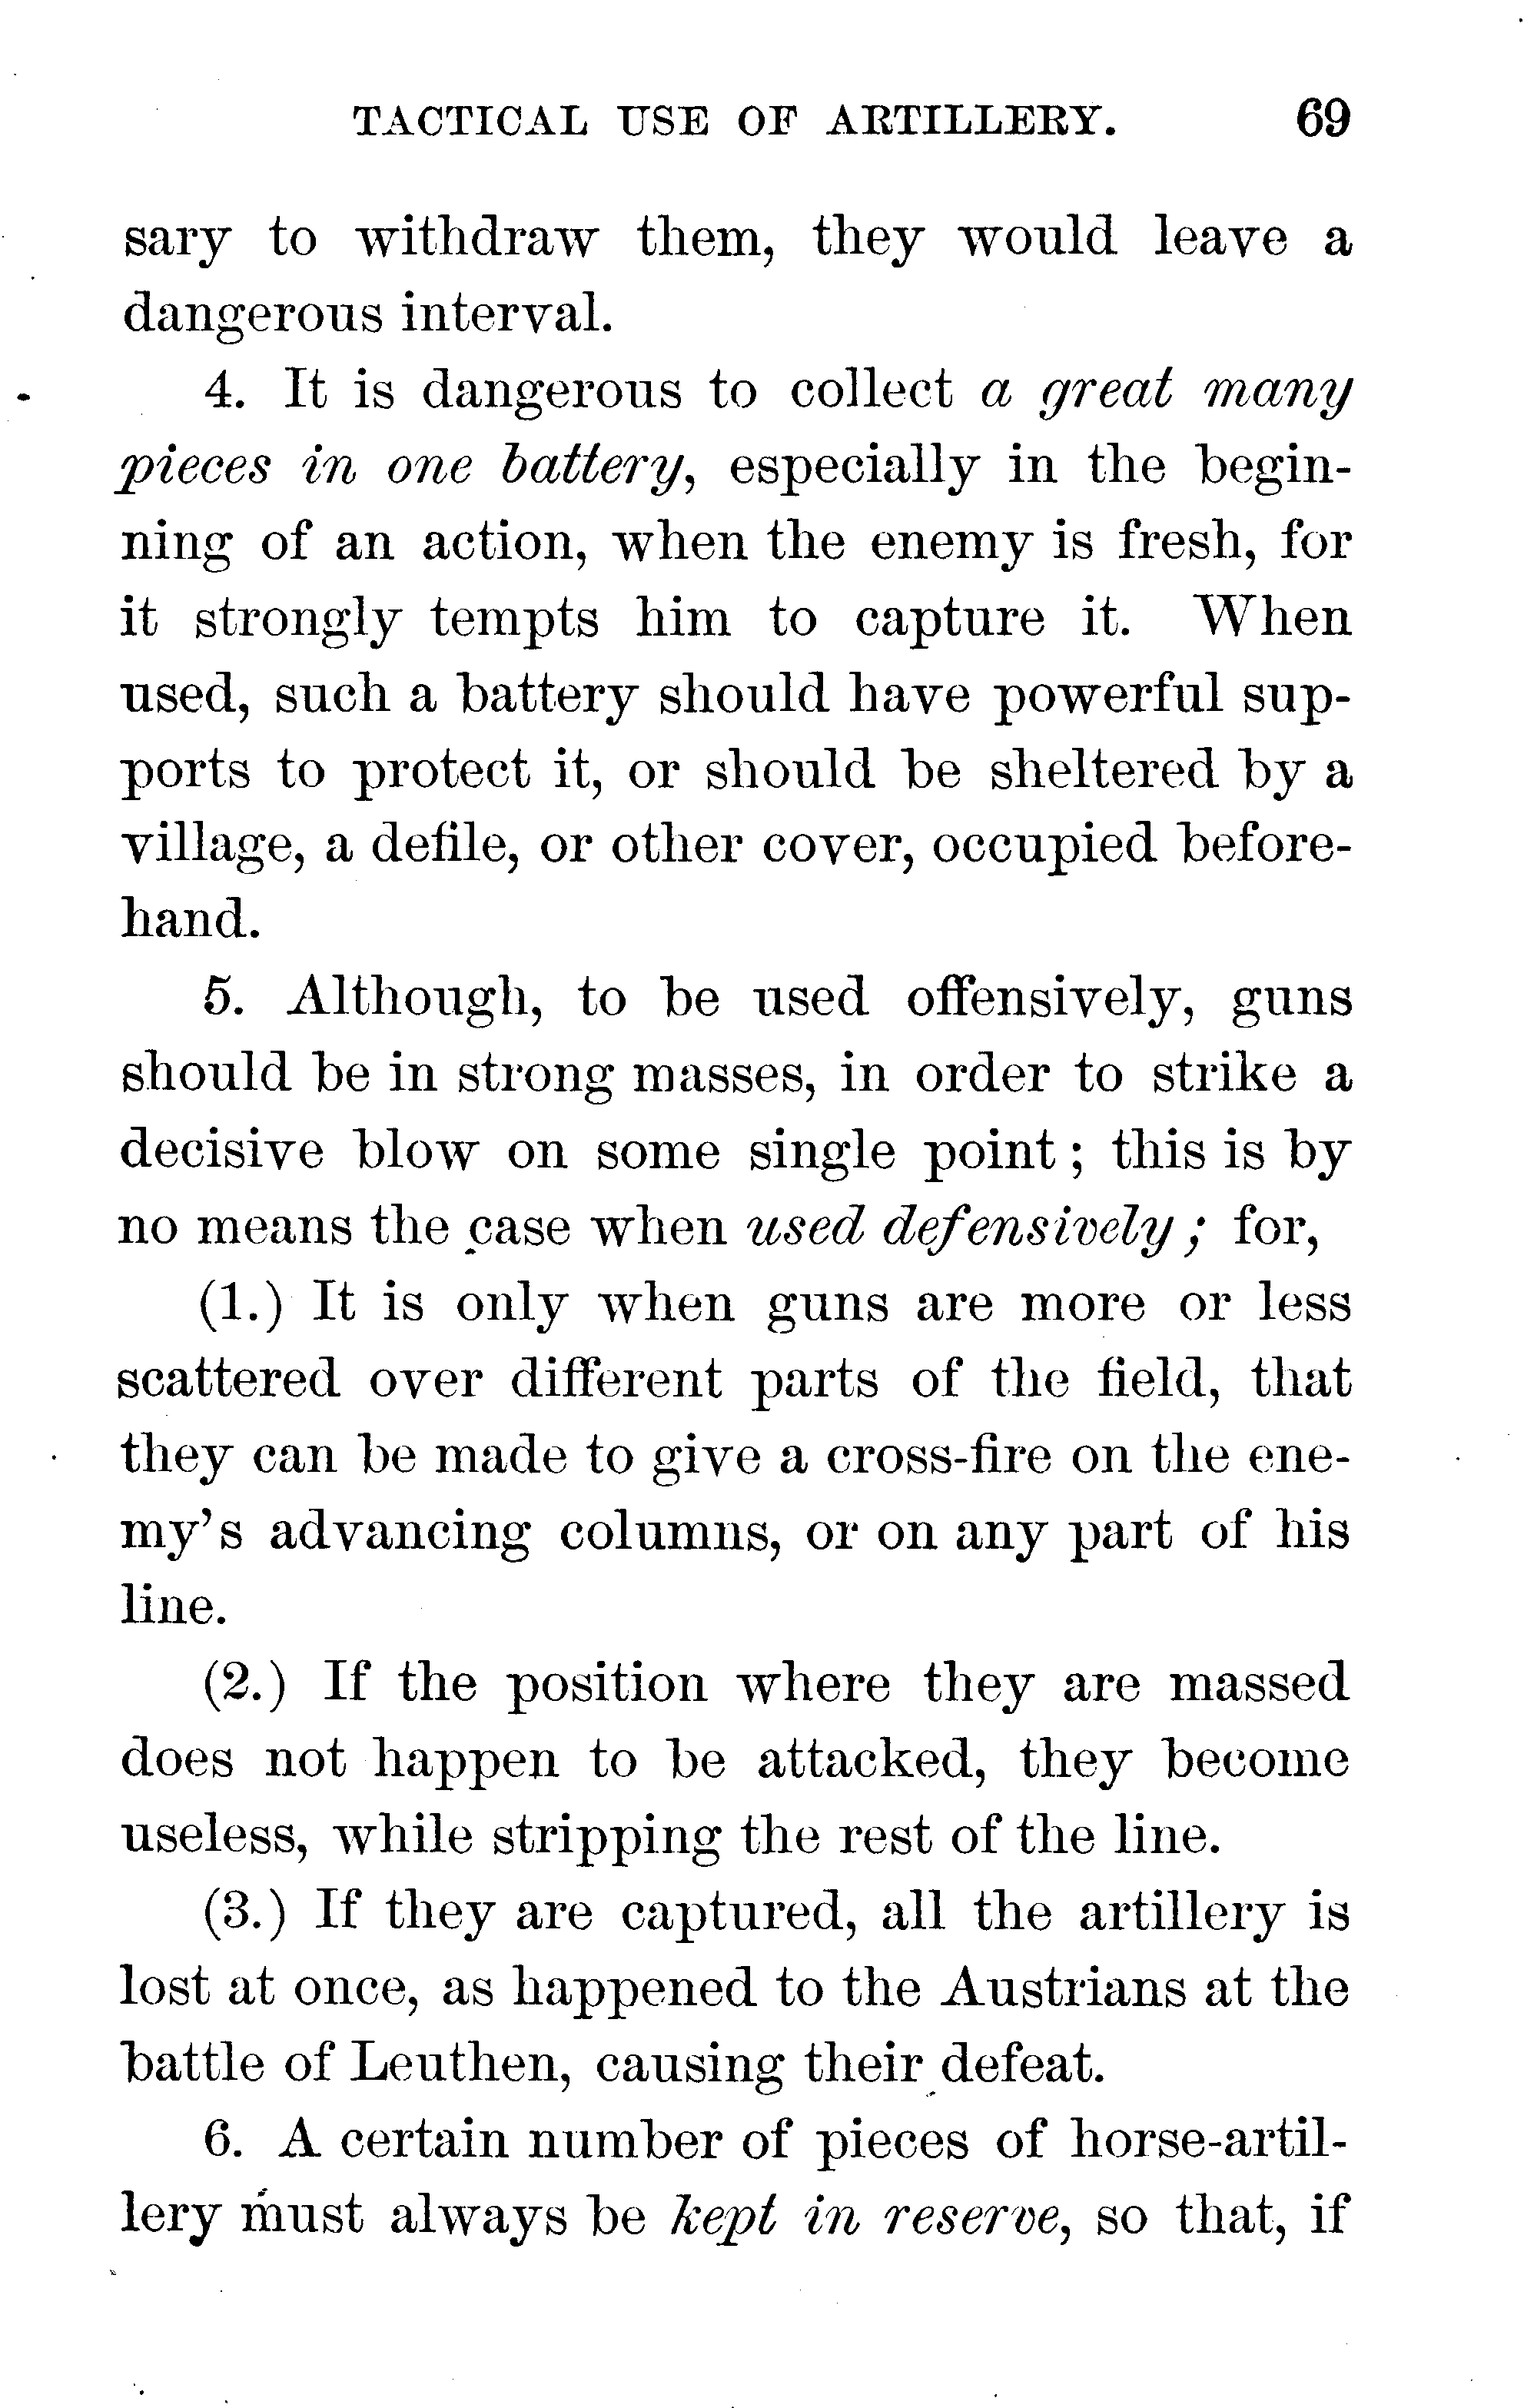 TACTICAL USE OF ARTILLERY. 69
sary to withdraw them, they would leave a
dangerous interval.
4. It is dangerous to collect a great many
pieces in one battery, especially in the begin-
ning of an action, when the enemy is fresh, for
it strongly tempts him to capture it. When
used, such a battery should have powerful sup-
ports to protect it, or should be sheltered by a
village, a defile, or other cover, occupied before-
hand.
5. Although, to be used offensively, guns
should be in strong masses, in order to strike a
decisive blow on some single point; this is by
no means the case when used defensively; for,
(1.) It is only when guns are more or less
scattered over different parts of the field, that
they can be made to give a cross-fire on the ene-
my's advancing columns, or on any part of his
line.
(2.) If the position where they are massed
does not happen to be attacked, they become
useless, while stripping the rest of the line.
(3.) If they are captured, all the artillery is
lost at once, as happened to the Austrians at the
battle of Leuthen, causing their defeat.
6. A certain number of pieces of horse-artil-
lery must always be kept in reserve, so that, if